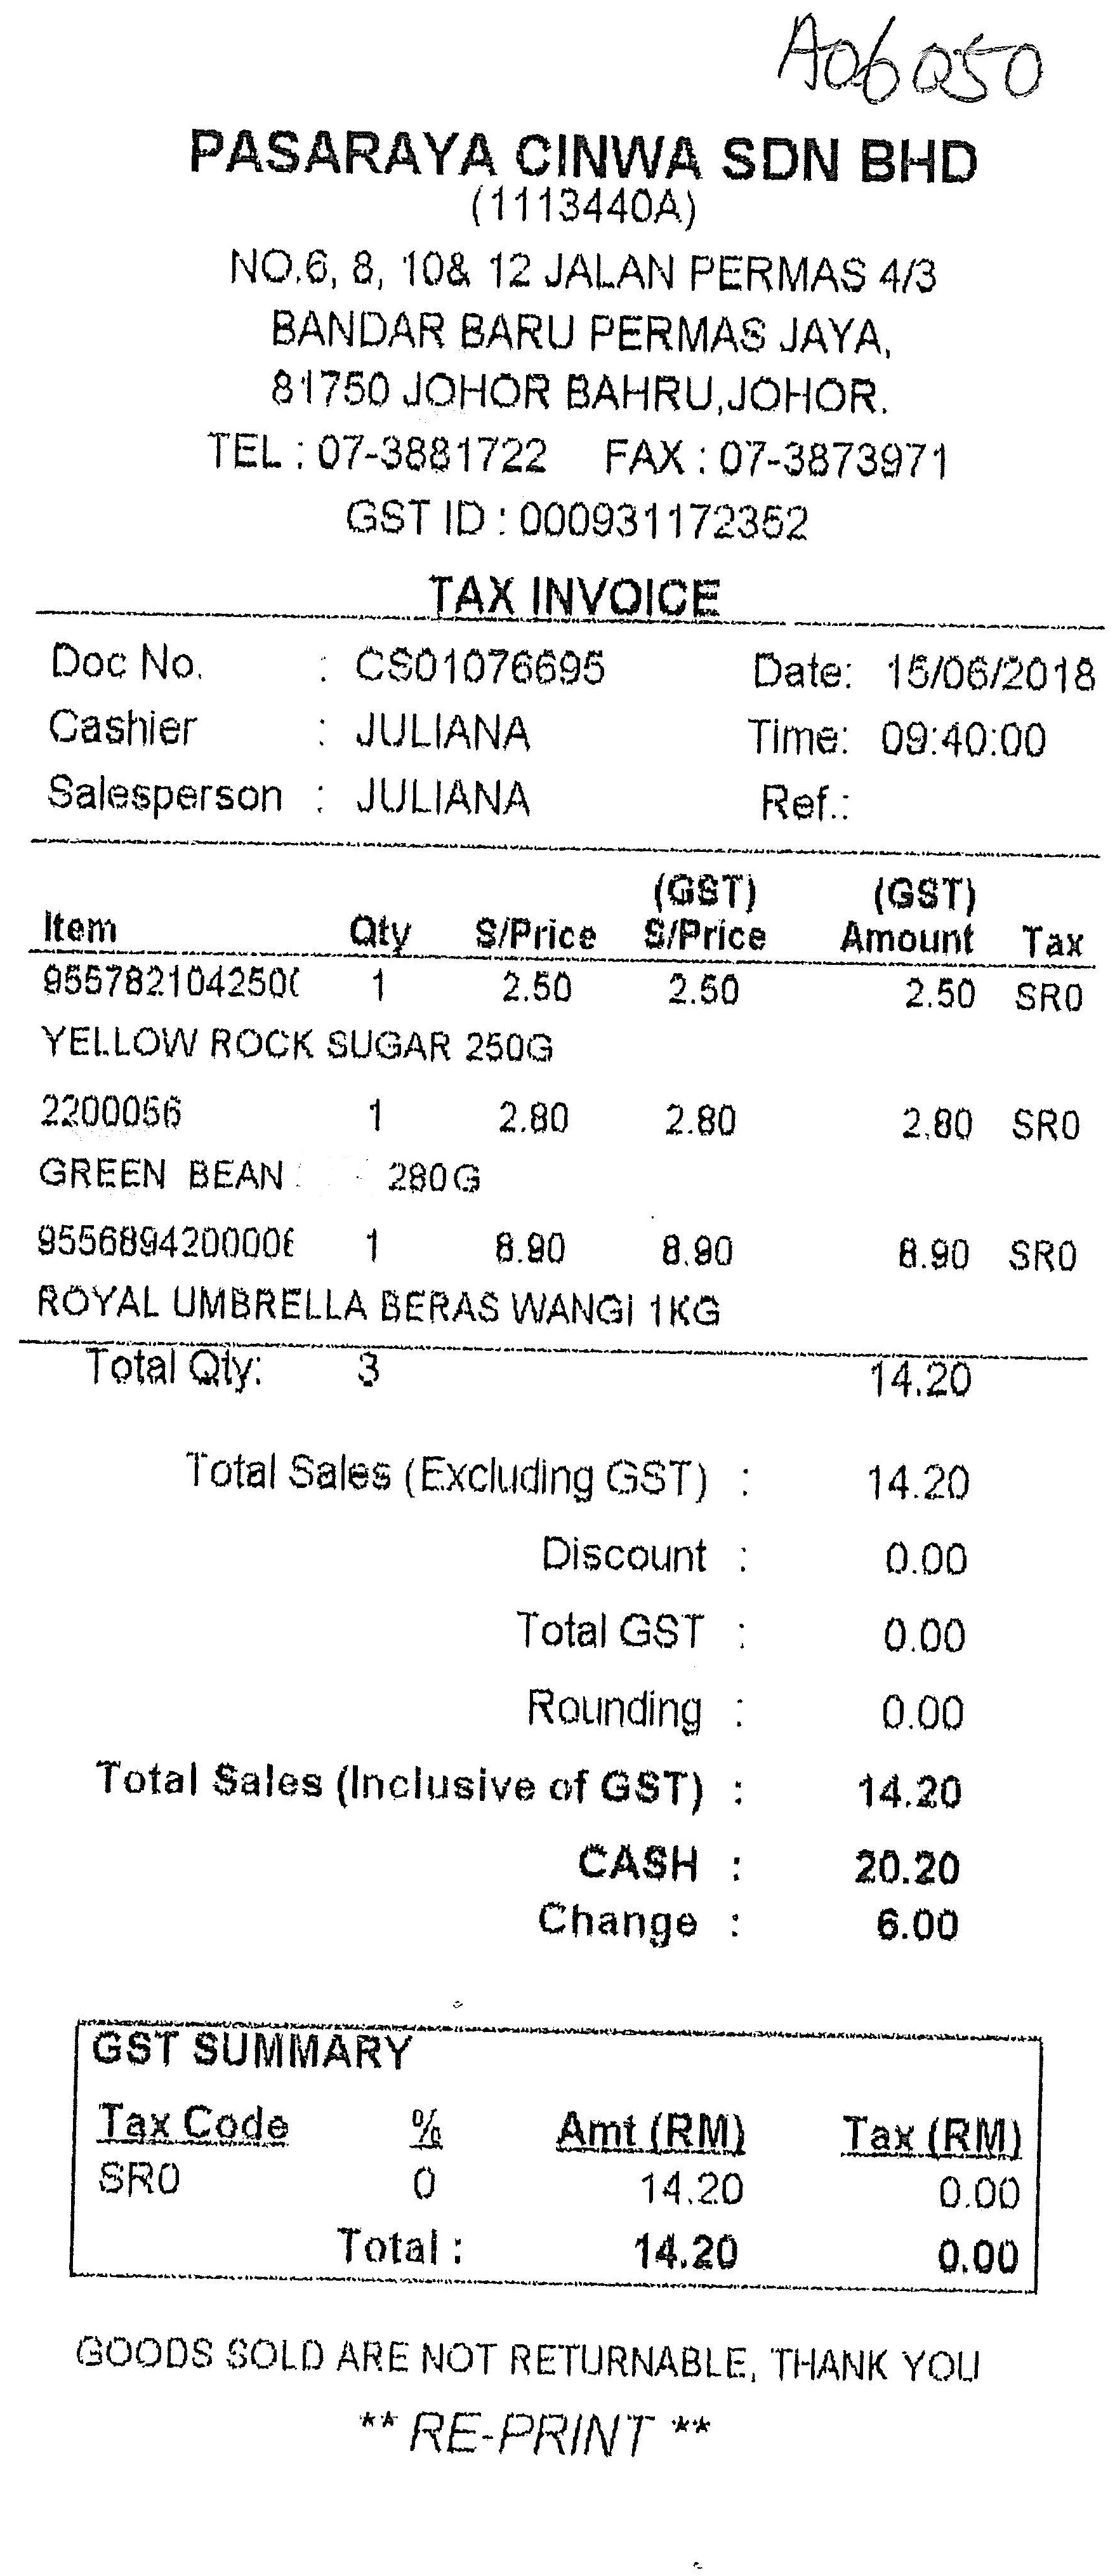 A06050
PASARAYA CINWA SDN BHD
(1113440A)
NO.6, 8, 10& 12 JALAN PERMAS 4/3
BANDAR BARU PERMAS JAYA,
81750 JOHOR BAHRU,JOHOR.
TEL : 07-3881722 FAX : 07-3873971
GST ID : 000931172352
TAX INVOICE
Doc No. : CS01076695 Date: 15/06/2018
Cashier : JULIANA Time: 09:40:00
Salesperson : JULIANA Ref.:
(GST) (GST)
Item Qty S/Price S/Price Amount Tax
955782104250 1 2.50 2.50 2.50 SR0
YELLOW ROCK SUGAR 250G
2200056 1 2.80 2.80 2.80 SR0
GREEN BEAN 280G
955689420000 1 8.90 8.90 8.90 SR0
ROYAL UMBRELLA BERAS WANGI 1KG
Total Qty: 3 14.20
Total Sales (Excluding GST) : 14.20
Discount : 0.00
Total GST : 0.00
Rounding : 0.00
Total Sales (Inclusive of GST) : 14.20
CASH : 20.20
Change : 6.00
GST SUMMARY
Tax Code % Amt (RM) Tax (RM)
SR0 0 14.20 0.00
Total : 14.20 0.00
GOODS SOLD ARE NOT RETURNABLE, THANK YOU
** RE-PRINT **